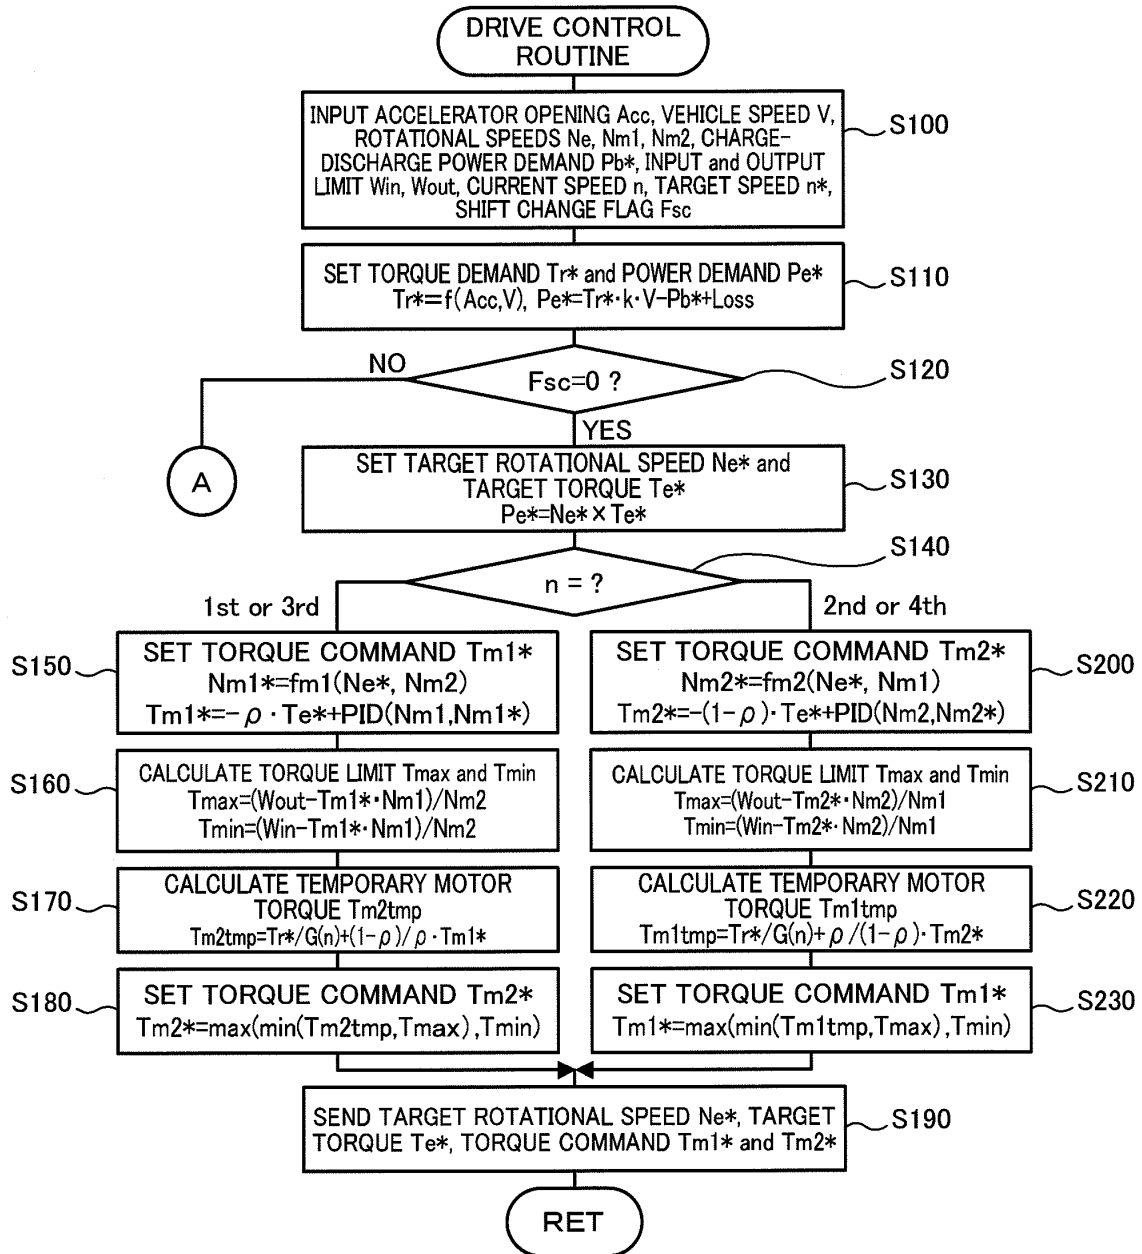 DRIVE CONTROL
ROUTINE
INPUT ACCELERATOR OPENING Acc, VEHICLE SPEED V,
ROTATIONAL SPEEDS Ne, Nm1, Nm2, CHARGE-
DISCHARGE POWER DEMAND Pb*, INPUT and OUTPUT
LIMIT Win, Wout, CURRENT SPEED n, TARGET SPEED n*,
SHIFT CHANGE FLAG Fsc
S100
SET TORQUE DEMAND Tr* and POWER DEMAND Pe*
Tr*=f(Acc,V), Pe*=Tr*·k·V-Pb*+Loss
S110
NO
Fsc=0 ?
S120
YES
A
SET TARGET ROTATIONAL SPEED Ne* and
TARGET TORQUE Te*
Pe*=Ne*×Te*
S130
n = ?
S140
1st or 3rd
2nd or 4th
S150
SET TORQUE COMMAND Tm1*
Nm1*=fm1(Ne*, Nm2)
Tm1*=-ρ·Te*+PID(Nm1,Nm1*)
S160
CALCULATE TORQUE LIMIT Tmax and Tmin
Tmax=(Wout-Tm1*·Nm1)/Nm2
Tmin=(Win-Tm1*·Nm1)/Nm2
S170
CALCULATE TEMPORARY MOTOR
TORQUE Tm2tmp
Tm2tmp=Tr*/G(n)+(1-ρ)/ρ·Tm1*
S180
SET TORQUE COMMAND Tm2*
Tm2*=max(min(Tm2tmp,Tmax),Tmin)
SET TORQUE COMMAND Tm2*
Nm2*=fm2(Ne*, Nm1)
Tm2*=-(1-ρ)·Te*+PID(Nm2,Nm2*)
S200
CALCULATE TORQUE LIMIT Tmax and Tmin
Tmax=(Wout-Tm2*·Nm2)/Nm1
Tmin=(Win-Tm2*·Nm2)/Nm1
S210
CALCULATE TEMPORARY MOTOR
TORQUE Tm1tmp
Tm1tmp=Tr*/G(n)+ρ/(1-ρ)·Tm2*
S220
SET TORQUE COMMAND Tm1*
Tm1*=max(min(Tm1tmp,Tmax),Tmin)
S230
SEND TARGET ROTATIONAL SPEED Ne*, TARGET
TORQUE Te*, TORQUE COMMAND Tm1* and Tm2*
S190
RET